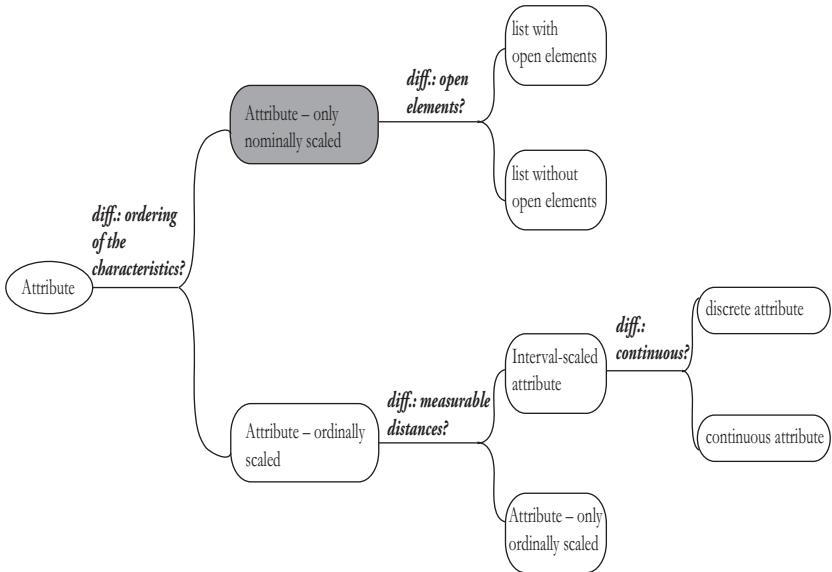 Attribute
diff.: ordering
of the
characteristics?
Attribute – only
nominally scaled
diff.: open
elements?
list with
open elements
list without
open elements
Attribute – ordinally
scaled
diff.: measurable
distances?
Interval-scaled
attribute
diff.:
continuous?
discrete attribute
continuous attribute
Attribute – only
ordinally scaled